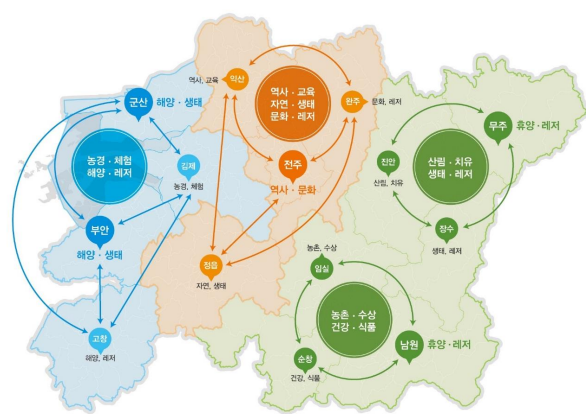 역사, 교육
익산
군산
해양 · 생태
역사 · 교육
자연 · 생태
문화 · 레저
완주
문화, 레저
무주
휴양 · 레저
농경 · 체험
해양 · 레저
김제
농경, 체험
전주
역사 · 문화
진안
산림, 치유
산림 · 치유
생태 · 레저
부안
해양 · 생태
장수
생태, 레저
정읍
자연, 생태
농촌, 수상
임실
농촌 · 수상
건강 · 식품
고창
해양, 레저
순창
건강, 식품
남원
휴양 · 레저